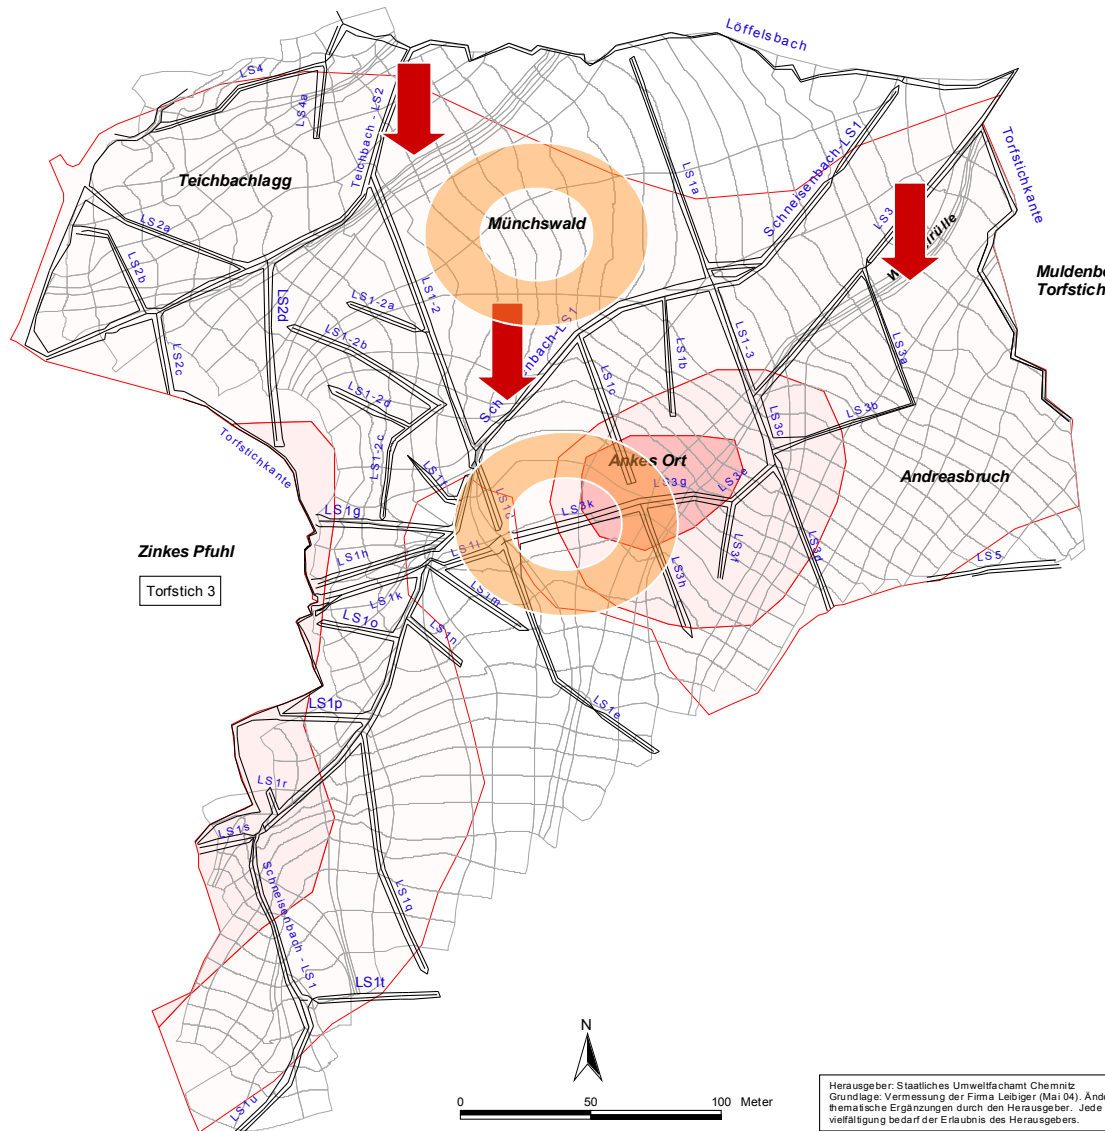 Löffelsbach
LS4
LS4a
Teichbach - LS2
Teichbachlagg
Münchswald
LS1a
Schneisenbach-LS1
LS3
Torfstichkante
LS2a
LS2b
LS2c
LS2d
LS1-2
LS1-2a
LS1-2b
LS1-2d
LS1-2c
LS1c
LS1b
LS1-3
LS3a
LS3b
LS3c
Torfstichkante
Ankes Ort
Andreasbruch
LS3g
LS3e
LS3k
LS3f
LS3d
LS3h
LS5
LS1g
LS1h
Zinkes Pfuhl
Torfstich 3
LS1k
LS1o
LS1m
LS1n
LS1e
LS1p
LS1r
LS1s
LS1q
Schneisenbach - LS1
LS1t
LS1u
N
0 50 100 Meter
Herausgeber: Staatliches Umweltfachamt Chemnitz
Grundlage: Vermessung der Firma Leibiger (Mai 04).
thematische Ergänzungen durch den Herausgeber. Jede
vielfältigung bedarf der Erlaubnis des Herausgebers.